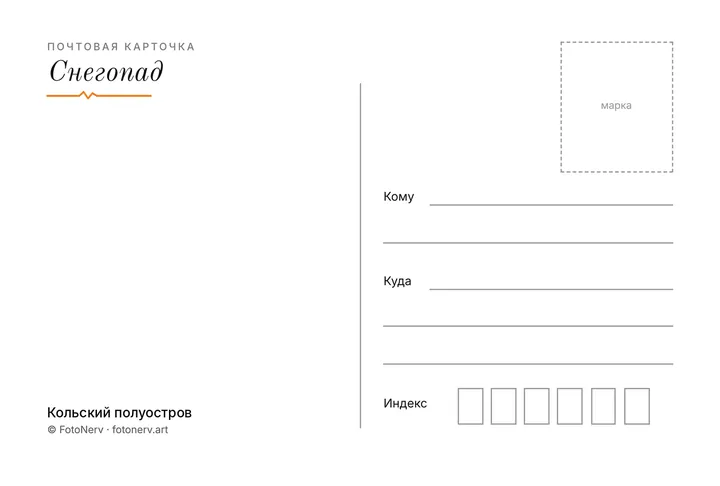 ПОЧТОВАЯ КАРТОЧКА
Снегопад
марка
Кому
Куда
Индекс
Кольский полуостров
© FotoNerv · fotonerv.art